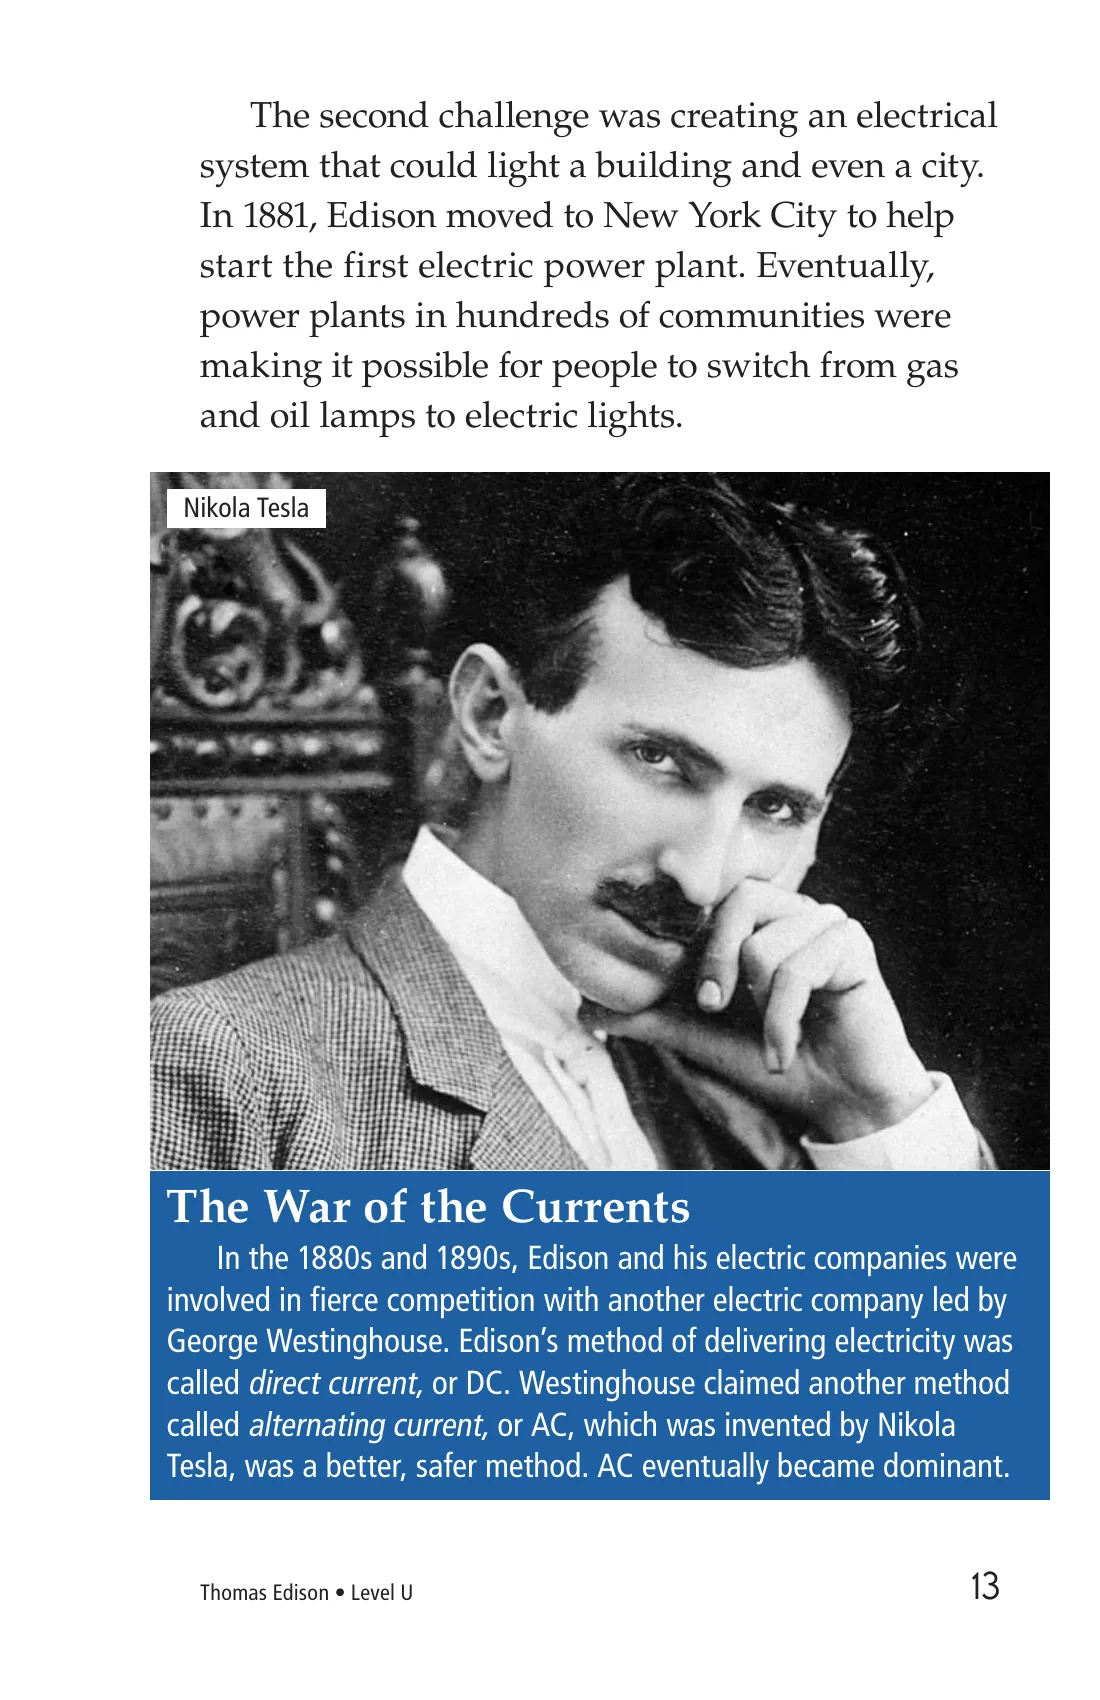 The second challenge was creating an electrical
system that could light a building and even a city.
In 1881, Edison moved to New York City to help
start the first electric power plant. Eventually,
power plants in hundreds of communities were
making it possible for people to switch from gas
and oil lamps to electric lights.
Nikola Tesla
The War of the Currents
In the 1880s and 1890s, Edison and his electric companies were
involved in fierce competition with another electric company led by
George Westinghouse. Edison’s method of delivering electricity was
called direct current, or DC. Westinghouse claimed another method
called alternating current, or AC, which was invented by Nikola
Tesla, was a better, safer method. AC eventually became dominant.
Thomas Edison • Level U
13